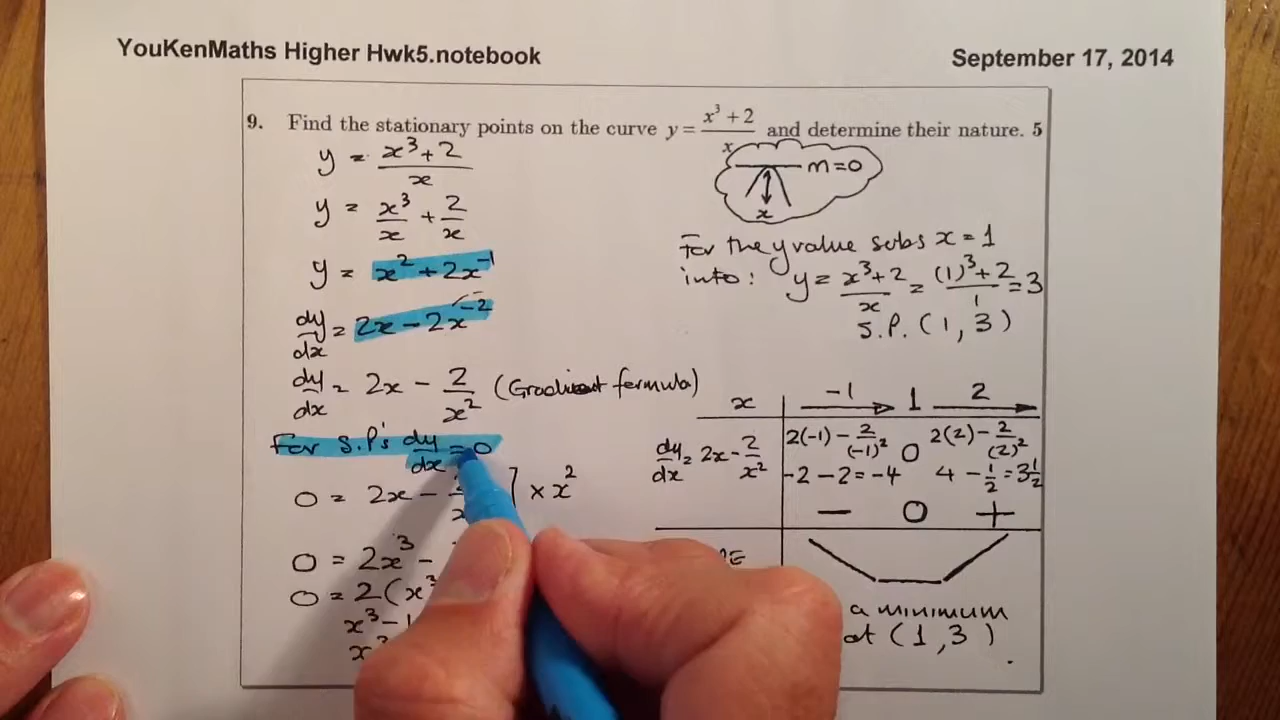 YouKenMaths Higher Hwk5.notebook
September 17, 2014
9. Find the stationary points on the curve y = (x³ + 2)/x and determine their nature. 5
y = (x³+2)/x
y = x³/x + 2/x
y = x² + 2x⁻¹
dy/dx = 2x − 2x⁻²
dy/dx = 2x − 2/x² (Gradient formula)
For S.P's dy/dx = 0
0 = 2x − ] × x²
0 = 2x³ −
0 = 2(x³
x³ − 1
x³
m = 0
x
For the y value subs x = 1
into: y = (x³+2)/x = ((1)³+2)/1 = 3
S.P. (1, 3)
x −1 1 2
dy/dx = 2x − 2/x² 2(−1) − 2/(−1)² 0 2(2) − 2/(2)²
−2 − 2 = −4 4 − ½ = 3½
− 0 +
a minimum
at (1, 3).